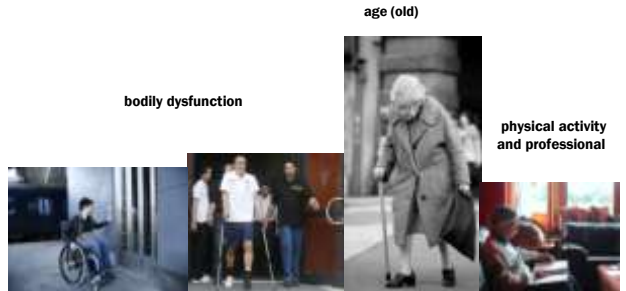 age (old)
bodily dysfunction
physical activity
and professional